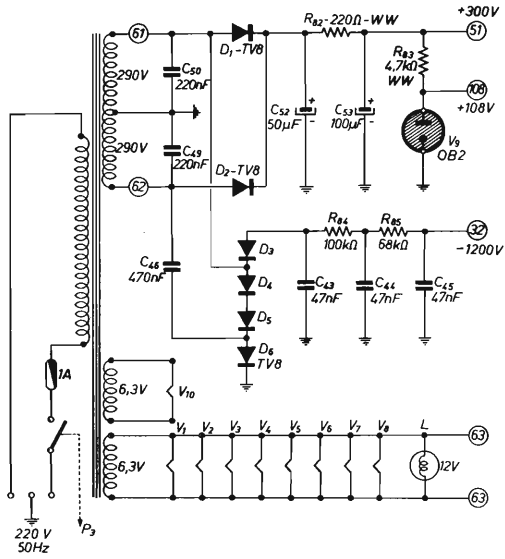 +300V
61
R82-220Ω-WW
51
D1-TV8
R83
4,7kΩ
WW
290V
C50
220nF
108
+108V
C52
50µF
+
-
C53
100µF
+
-
V9
OB2
290V
C49
220nF
D2-TV8
62
R84
100kΩ
R85
68kΩ
32
-1200V
D3
C46
470nF
D4
C43
47nF
C44
47nF
C45
47nF
D5
D6
TV8
1A
6,3V
V10
V1 V2 V3 V4 V5 V6 V7 V8 L
63
6,3V
12V
63
220 V
50Hz
P3